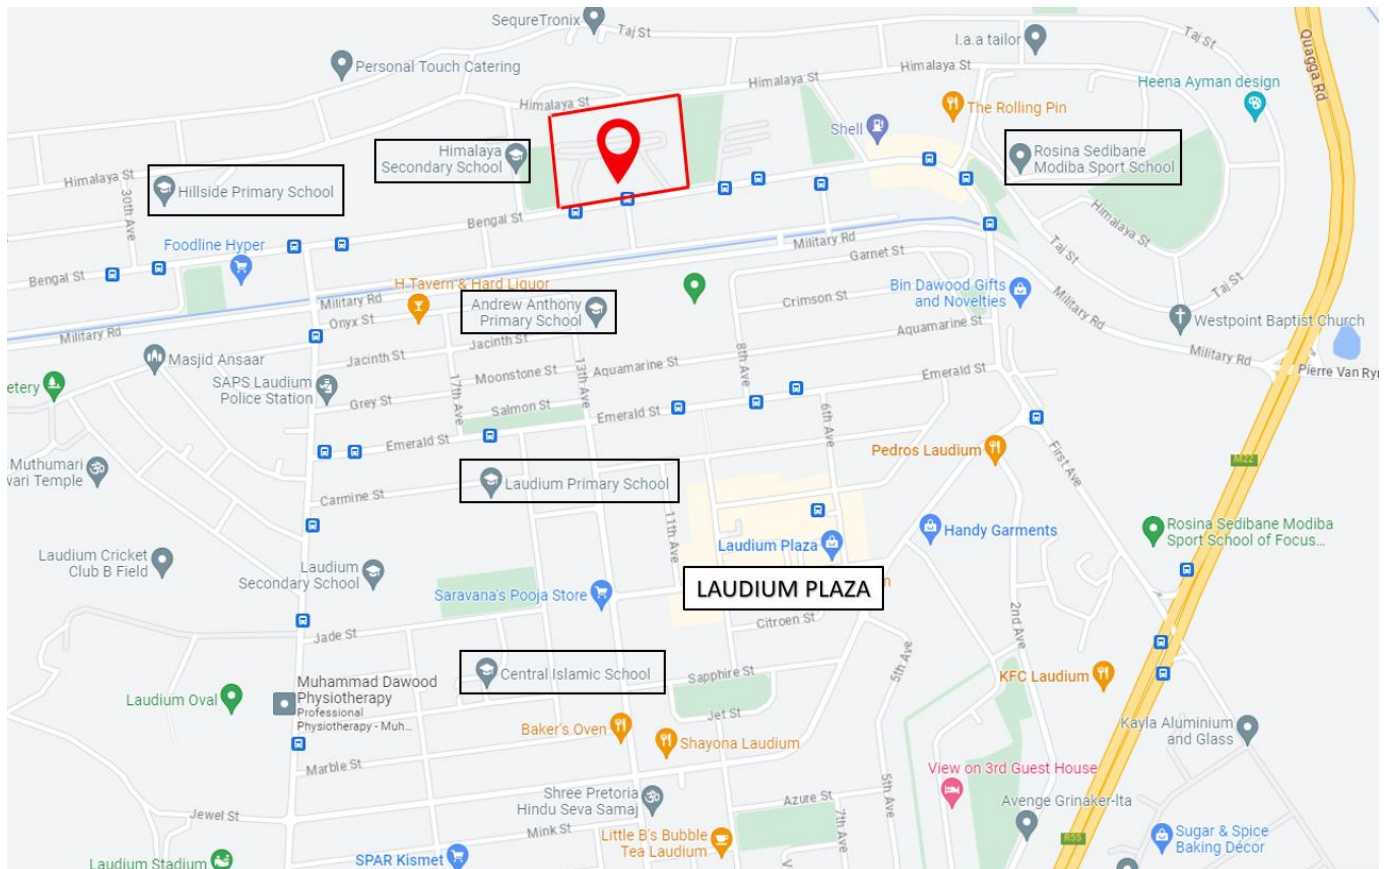 SequreTronix
Taj St
I.a.a tailor
Taj St
Quagga Rd
Personal Touch Catering
Himalaya St
Himalaya St
Heena Ayman design
The Rolling Pin
Shell
Himalaya
Secondary School
Rosina Sedibane
Modiba Sport School
Himalaya St
30th Ave
Hillside Primary School
Bengal St
Himalaya St
Foodline Hyper
Military Rd
Garnet St
Taj St
Bengal St
H Tavern & Hard Liquor
Military Rd
Andrew Anthony
Primary School
Crimson St
Bin Dawood Gifts
and Novelties
Taj St
Military Rd
Onyx St
Military Rd
Aquamarine St
Westpoint Baptist Church
Jacinth St
Jacinth St
Masjid Ansaar
8th Ave
13th Ave
Military Rd
Moonstone St
Aquamarine St
Emerald St
Pierre Van Ryn
etery
SAPS Laudium
Police Station
17th Ave
Grey St
Salmon St
Emerald St
6th Ave
Emerald St
Pedros Laudium
First Ave
M22
Muthumari
wari Temple
Laudium Primary School
Carmine St
11th Ave
Handy Garments
Rosina Sedibane Modiba
Sport School of Focus...
Laudium Plaza
Laudium Cricket
Club B Field
Laudium
Secondary School
LAUDIUM PLAZA
Saravana's Pooja Store
Citroen St
2nd Ave
Jade St
Central Islamic School
Sapphire St
5th Ave
KFC Laudium
Muhammad Dawood
Physiotherapy
Professional
Physiotherapy - Muh...
Laudium Oval
Jet St
Baker's Oven
Shayona Laudium
Kayla Aluminium
and Glass
Marble St
View on 3rd Guest House
5th Ave
Shree Pretoria
Hindu Seva Samaj
Azure St
7th Ave
Avenge Grinaker-lta
Jewel St
Mink St
Little B's Bubble
Tea Laudium
R55
Sugar & Spice
Baking Décor
Laudium Stadium
SPAR Kismet